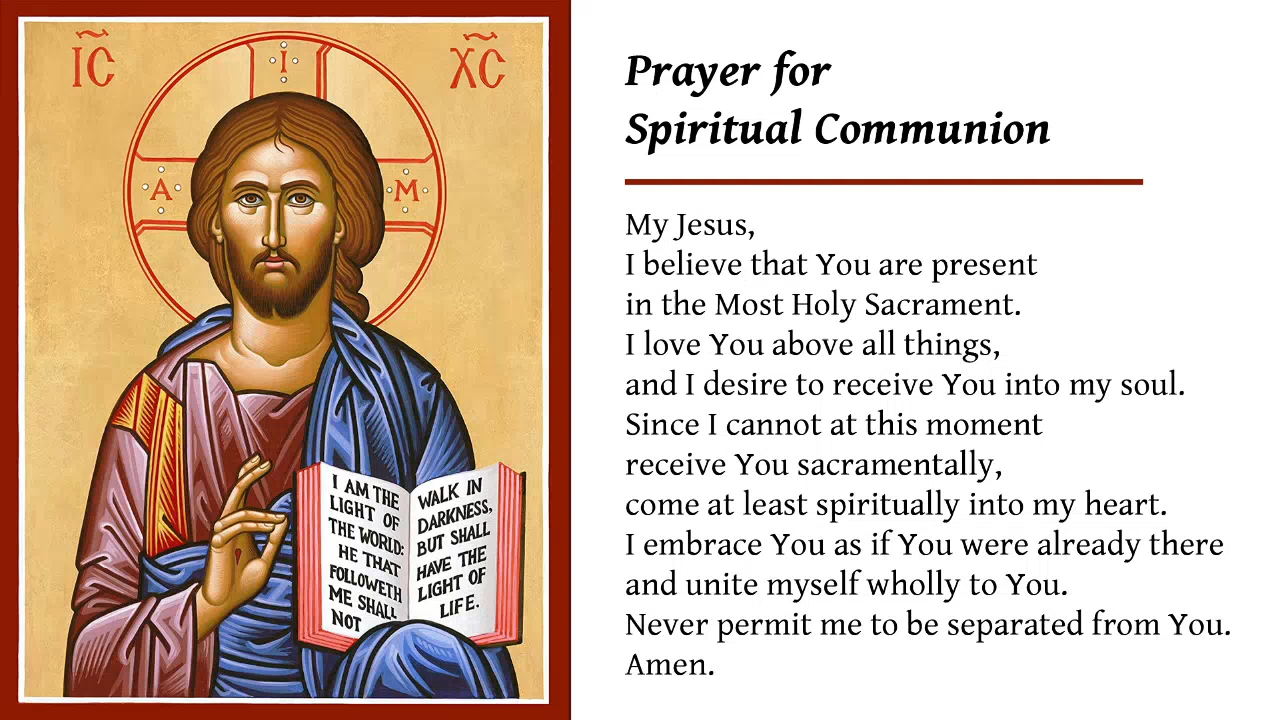 IC XC
I
A M
I AM THE
LIGHT OF
THE WORLD:
HE THAT
FOLLOWETH
ME SHALL
NOT
WALK IN
DARKNESS,
BUT SHALL
HAVE THE
LIGHT OF
LIFE.
Prayer for
Spiritual Communion
My Jesus,
I believe that You are present
in the Most Holy Sacrament.
I love You above all things,
and I desire to receive You into my soul.
Since I cannot at this moment
receive You sacramentally,
come at least spiritually into my heart.
I embrace You as if You were already there
and unite myself wholly to You.
Never permit me to be separated from You.
Amen.